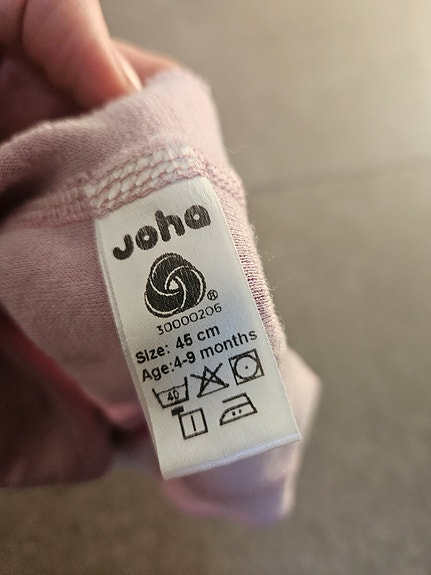 Joha
®
30000206
Size: 45 cm
Age:4-9 months
40